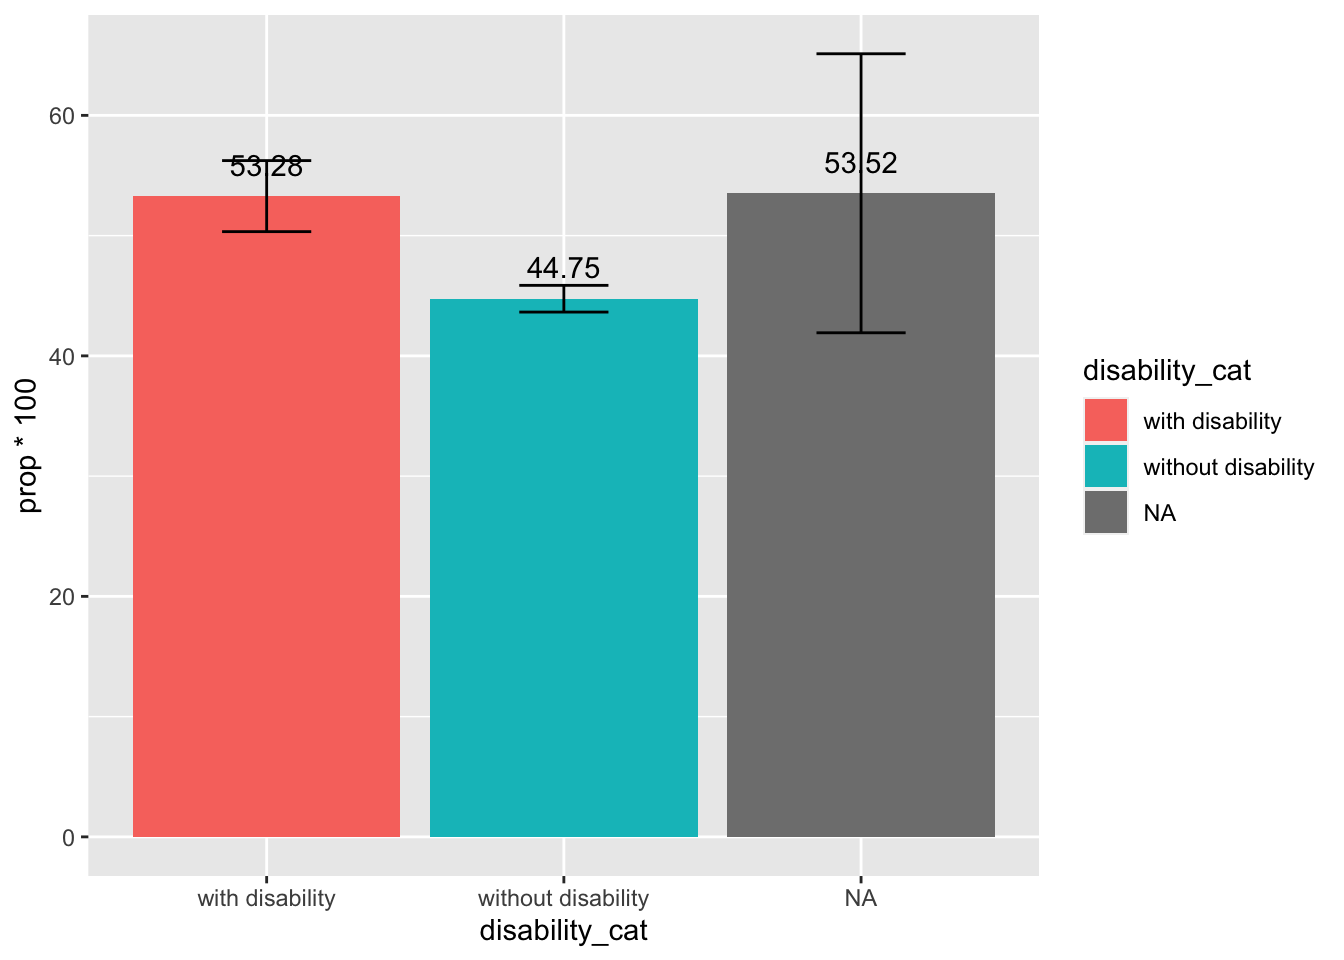 prop * 100
60
40
20
0
53.28
44.75
53.52
with disability
without disability
NA
disability_cat
disability_cat
with disability
without disability
NA